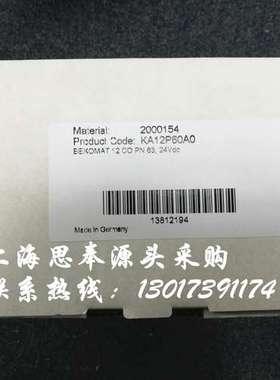 Material: 2000154
Product Code: KA12P60A0
BEKOMAT 12 CO PN 63, 24Vdc
13812194
Made in Germany
上海思奉源头采购
联系热线：13017391174